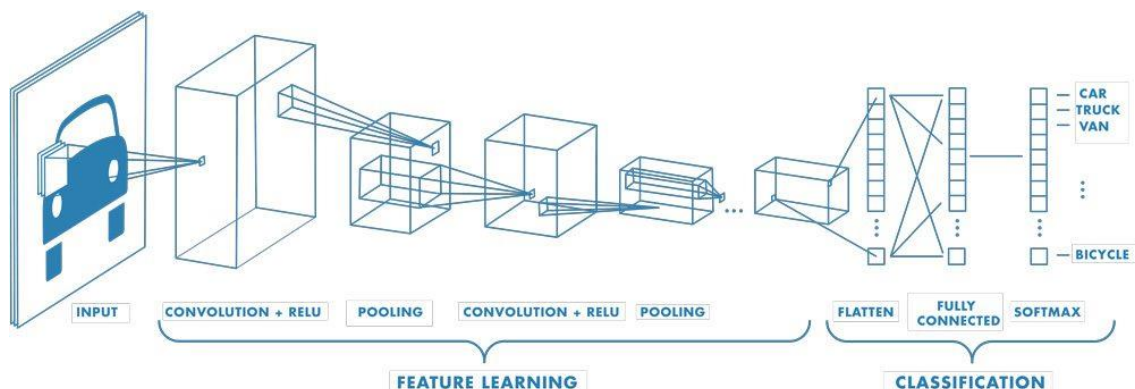 CAR
TRUCK
VAN
BICYCLE
INPUT
CONVOLUTION + RELU
POOLING
CONVOLUTION + RELU
POOLING
FLATTEN
FULLY
CONNECTED
SOFTMAX
FEATURE LEARNING
CLASSIFICATION